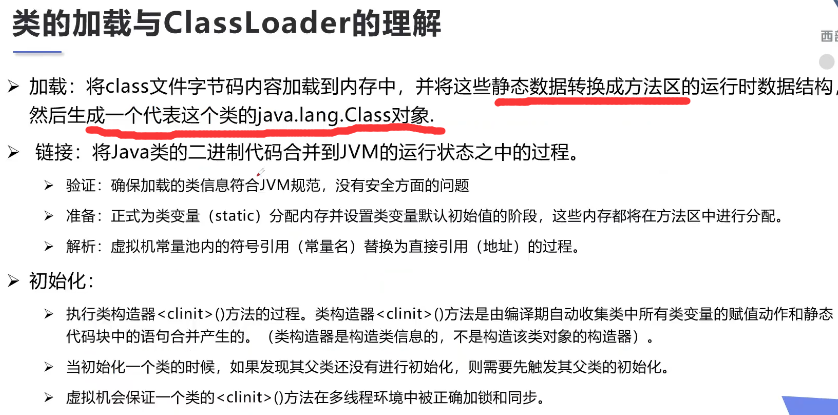 类的加载与ClassLoader的理解
西部
加载：将class文件字节码内容加载到内存中，并将这些静态数据转换成方法区的运行时数据结构，
然后生成一个代表这个类的java.lang.Class对象.
链接：将Java类的二进制代码合并到JVM的运行状态之中的过程。
验证：确保加载的类信息符合JVM规范，没有安全方面的问题
准备：正式为类变量（static）分配内存并设置类变量默认初始值的阶段，这些内存都将在方法区中进行分配。
解析：虚拟机常量池内的符号引用（常量名）替换为直接引用（地址）的过程。
初始化：
执行类构造器<clinit>()方法的过程。类构造器<clinit>()方法是由编译期自动收集类中所有类变量的赋值动作和静态
代码块中的语句合并产生的。（类构造器是构造类信息的，不是构造该类对象的构造器）。
当初始化一个类的时候，如果发现其父类还没有进行初始化，则需要先触发其父类的初始化。
虚拟机会保证一个类的<clinit>()方法在多线程环境中被正确加锁和同步。